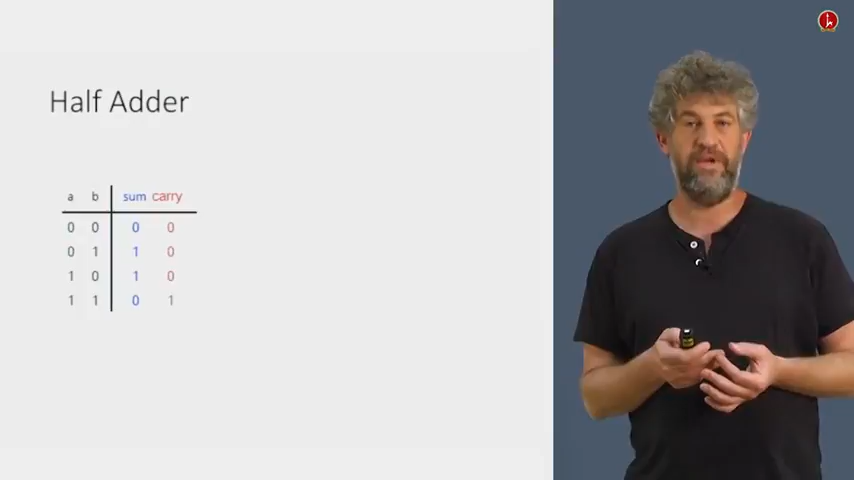 Half Adder
a b sum carry
0 0 0 0
0 1 1 0
1 0 1 0
1 1 0 1